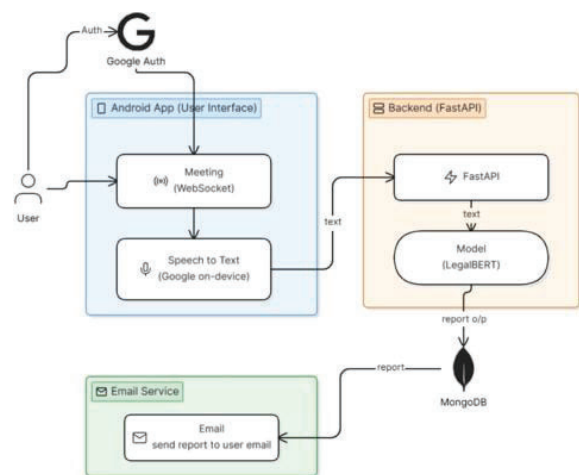 Auth
Google Auth
Android App (User Interface)
Meeting
(WebSocket)
User
Speech to Text
(Google on-device)
text
Backend (FastAPI)
FastAPI
text
Model
(LegalBERT)
report o/p
MongoDB
report
Email Service
Email
send report to user email